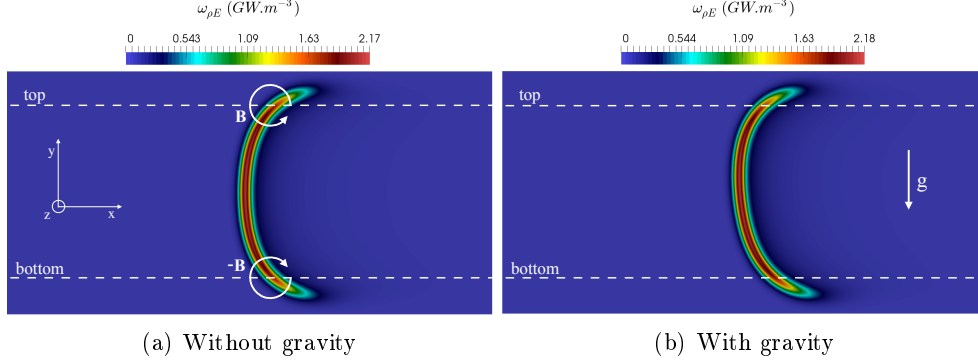 ω_ρE (GW.m⁻³)
0 0.543 1.09 1.63 2.17
top
B
y
z x
-B
bottom
(a) Without gravity
ω_ρE (GW.m⁻³)
0 0.544 1.09 1.63 2.18
top
g
bottom
(b) With gravity